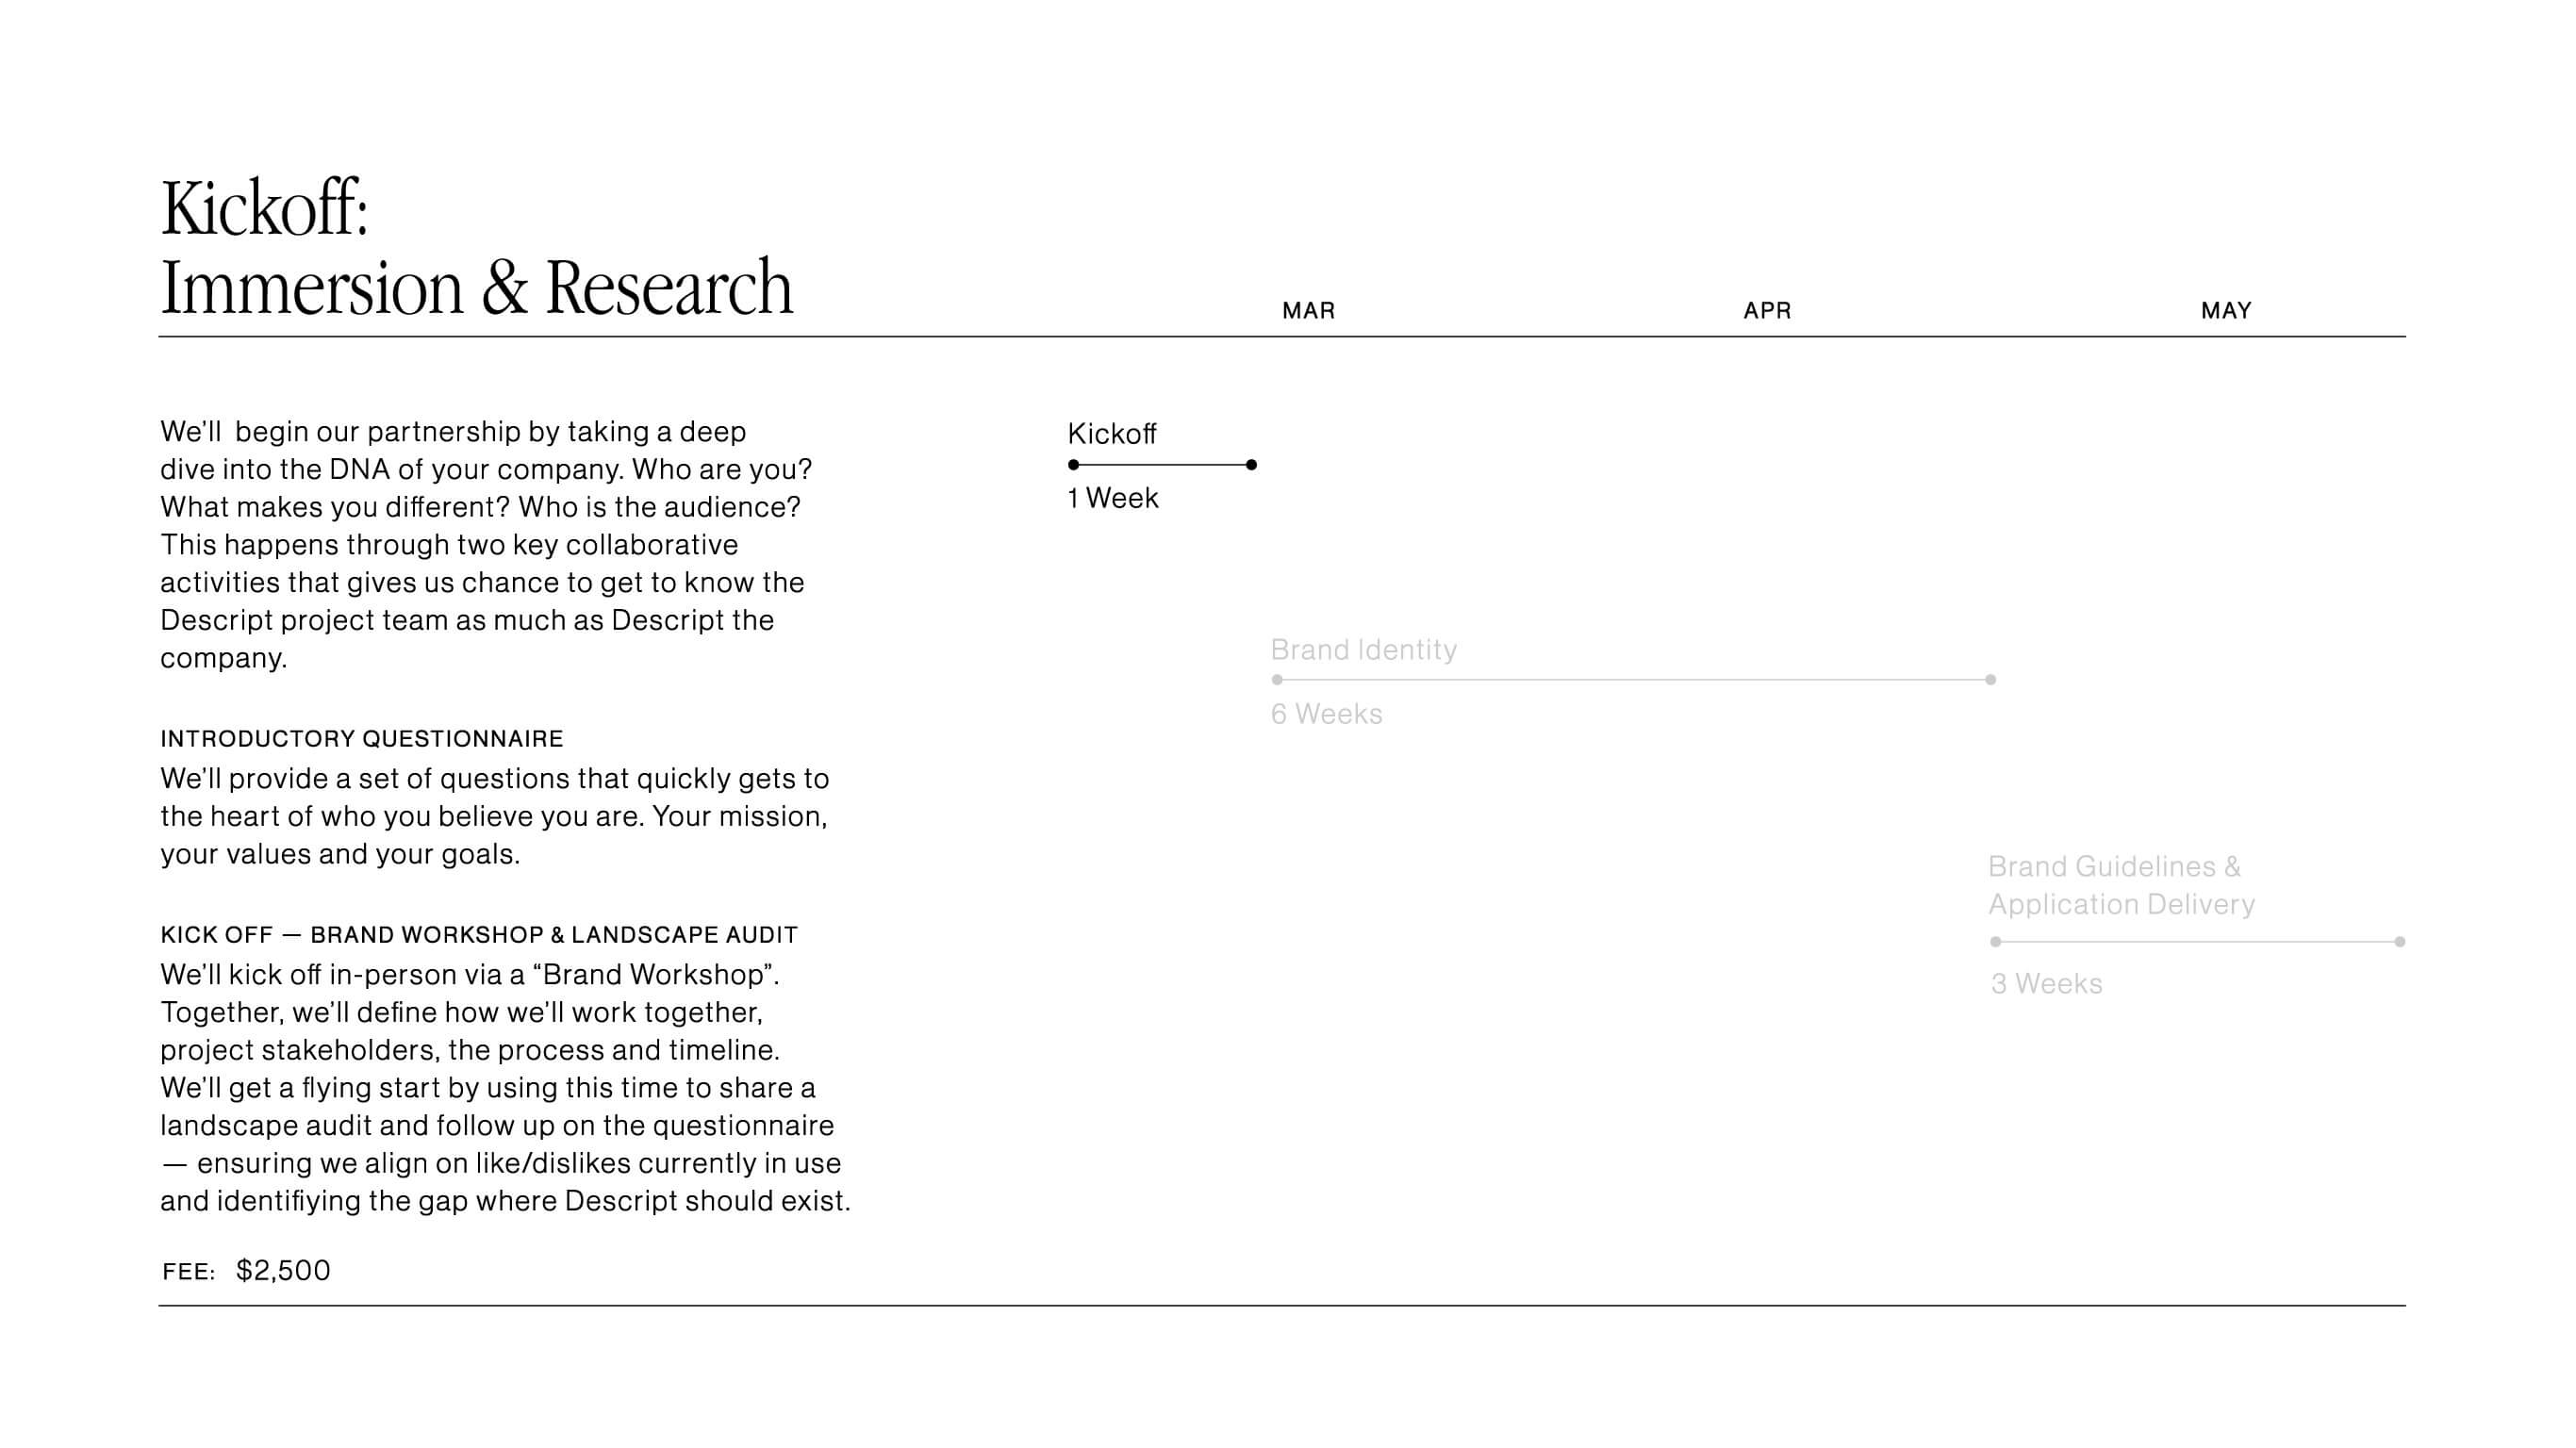 Kickoff:
Immersion & Research
MAR
APR
MAY
We’ll  begin our partnership by taking a deep
dive into the DNA of your company. Who are you?
What makes you different? Who is the audience?
This happens through two key collaborative
activities that gives us chance to get to know the
Descript project team as much as Descript the
company.
INTRODUCTORY QUESTIONNAIRE
We’ll provide a set of questions that quickly gets to
the heart of who you believe you are. Your mission,
your values and your goals.
KICK OFF — BRAND WORKSHOP & LANDSCAPE AUDIT
We’ll kick off in-person via a “Brand Workshop”.
Together, we’ll define how we’ll work together,
project stakeholders, the process and timeline.
We’ll get a flying start by using this time to share a
landscape audit and follow up on the questionnaire
— ensuring we align on like/dislikes currently in use
and identifiying the gap where Descript should exist.
FEE: $2,500
Kickoff
1 Week
Brand Identity
6 Weeks
Brand Guidelines &
Application Delivery
3 Weeks